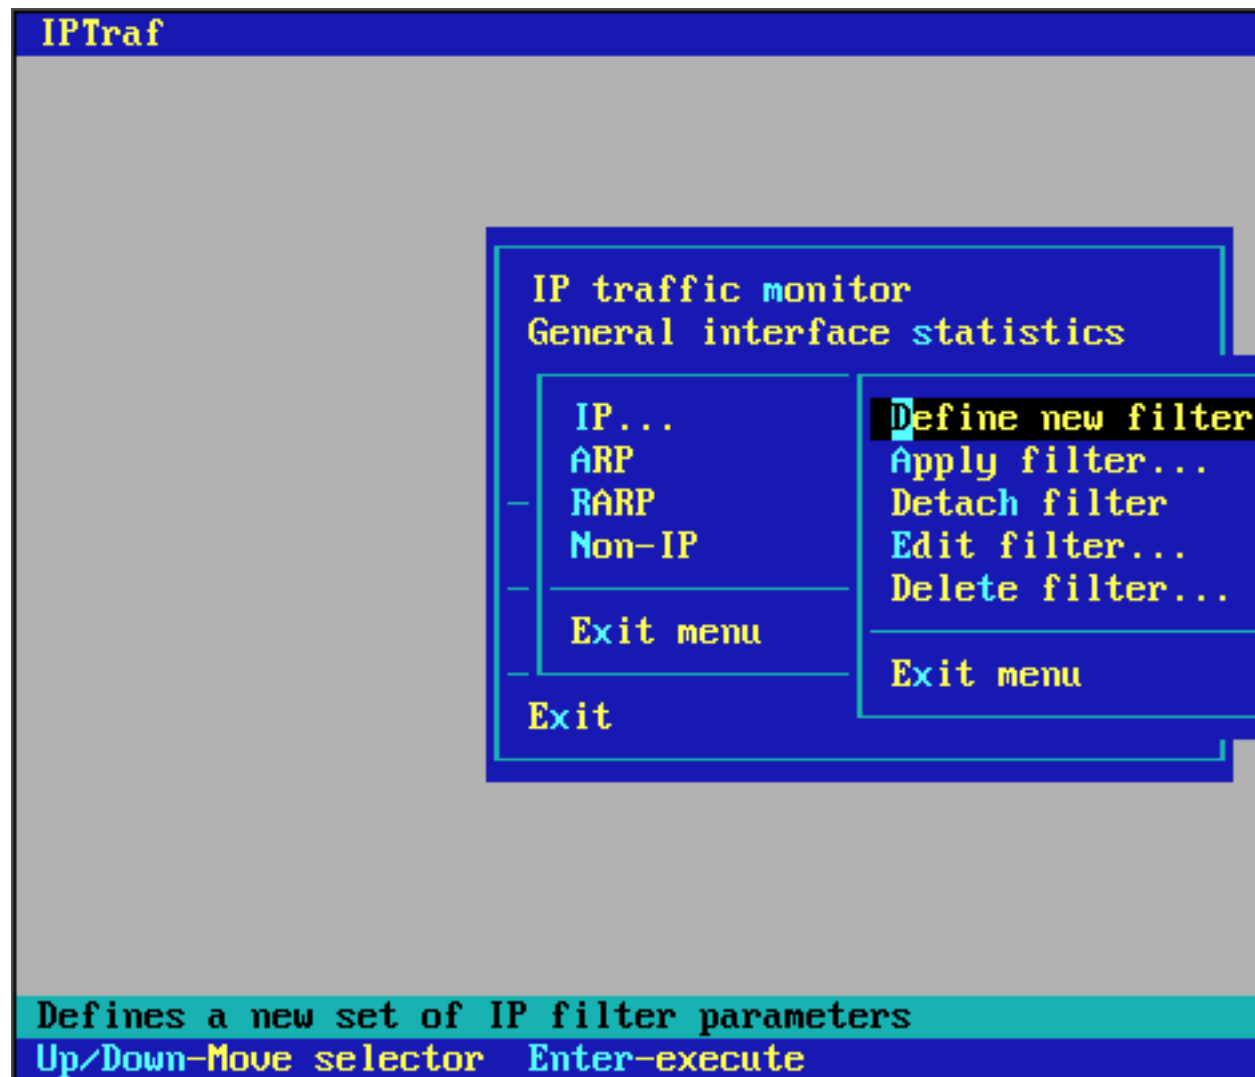 IPTraf
IP traffic monitor
General interface statistics
IP...
ARP
RARP
Non-IP
Exit menu
Exit
Define new filter
Apply filter...
Detach filter
Edit filter...
Delete filter...
Exit menu
Defines a new set of IP filter parameters
Up/Down-Move selector  Enter-execute